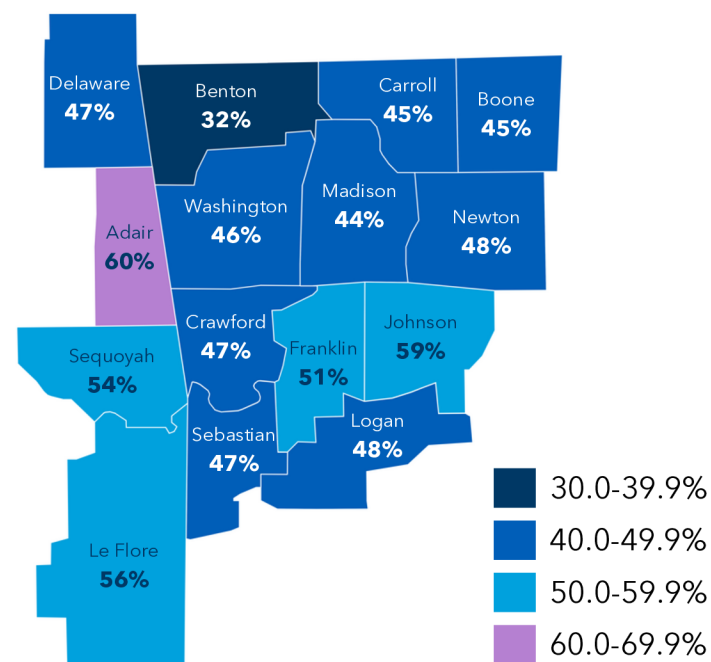 Delaware
47%
Benton
32%
Carroll
45%
Boone
45%
Washington
46%
Madison
44%
Newton
48%
Adair
60%
Crawford
47%
Franklin
51%
Johnson
59%
Sequoyah
54%
Sebastian
47%
Logan
48%
Le Flore
56%
30.0-39.9%
40.0-49.9%
50.0-59.9%
60.0-69.9%